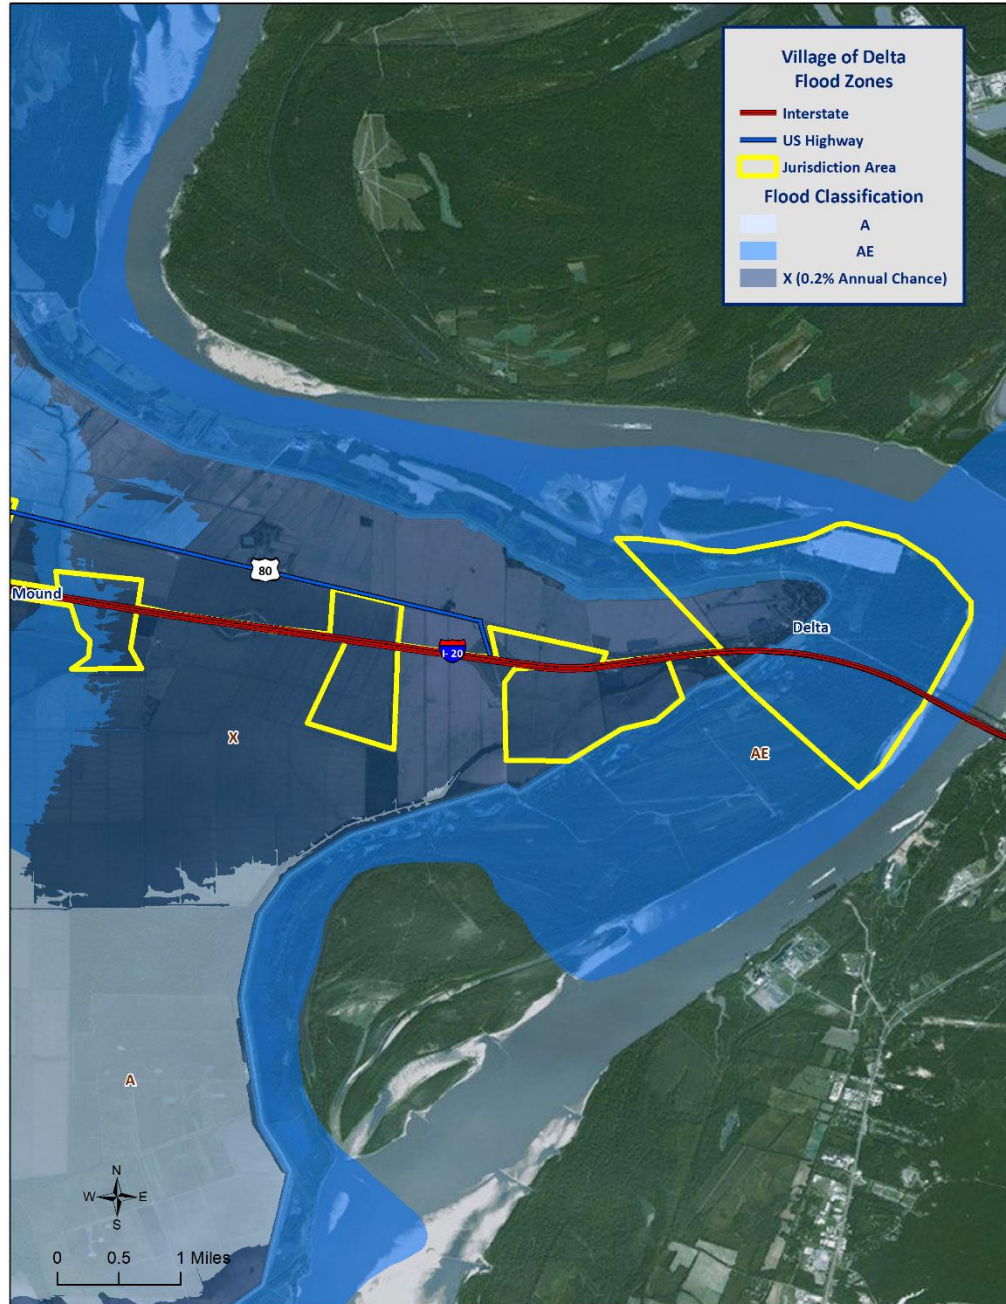 Village of Delta
Flood Zones
Interstate
US Highway
Jurisdiction Area
Flood Classification
A
AE
X (0.2% Annual Chance)
80
Mound
I-20
Delta
X
AE
A
N
W E
S
0 0.5 1 Miles